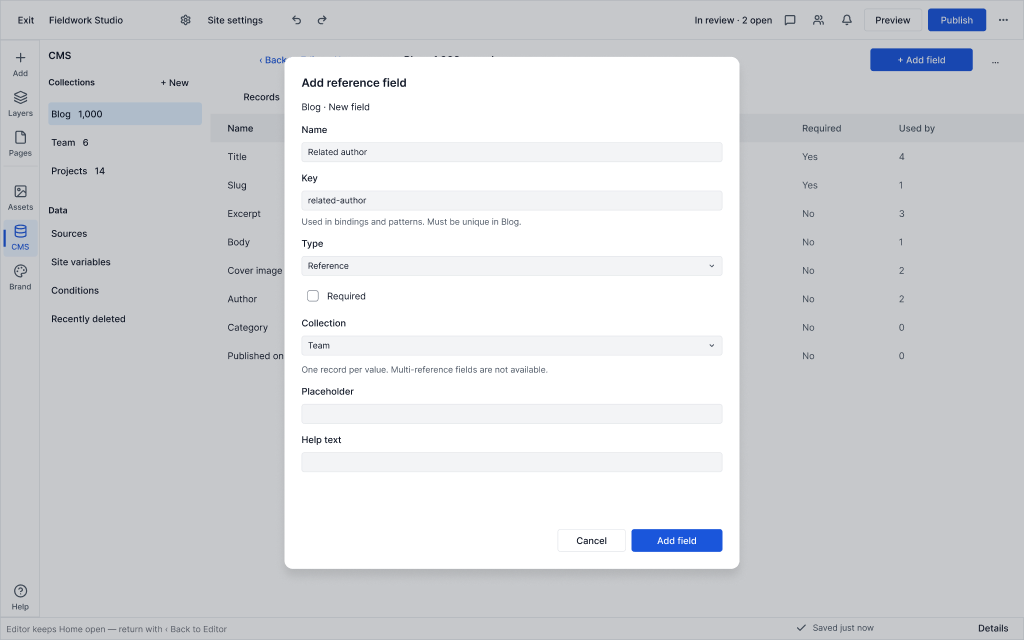 Exit Fieldwork Studio Site settings In review · 2 open Preview Publish
Add
Layers
Pages
Assets
CMS
Brand
Help
CMS
Collections + New
Blog 1,000
Team 6
Projects 14
Data
Sources
Site variables
Conditions
Recently deleted
‹ Back
+ Add field
...
Records
Name Required Used by
Title Yes 4
Slug Yes 1
Excerpt No 3
Body No 1
Cover image No 2
Author No 2
Category No 0
Published on No 0
Add reference field
Blog · New field
Name
Related author
Key
related-author
Used in bindings and patterns. Must be unique in Blog.
Type
Reference
Required
Collection
Team
One record per value. Multi-reference fields are not available.
Placeholder
Help text
Cancel Add field
Editor keeps Home open — return with ‹ Back to Editor Saved just now Details